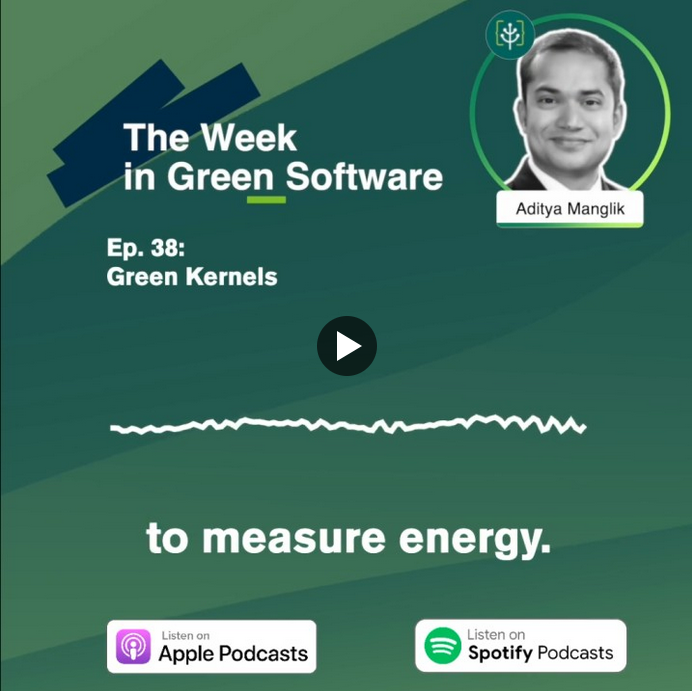 The Week
in Green Software
Aditya Manglik
Ep. 38:
Green Kernels
to measure energy.
Listen on
Apple Podcasts
Listen on
Spotify Podcasts